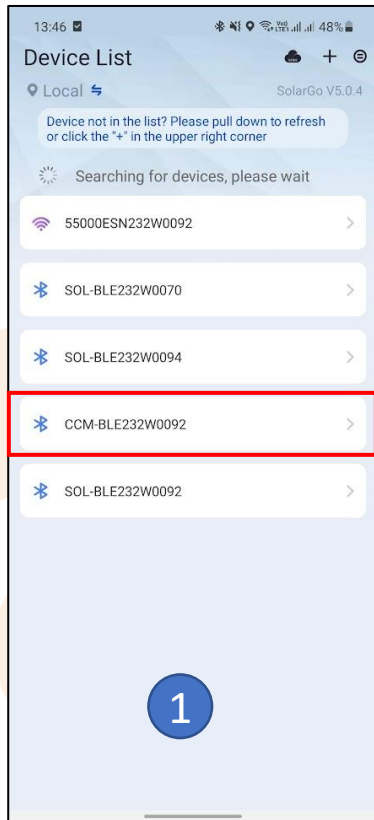 13:46 48%
Device List
Local SolarGo V5.0.4
Device not in the list? Please pull down to refresh
or click the "+" in the upper right corner
Searching for devices, please wait
55000ESN232W0092
SOL-BLE232W0070
SOL-BLE232W0094
CCM-BLE232W0092
SOL-BLE232W0092
1